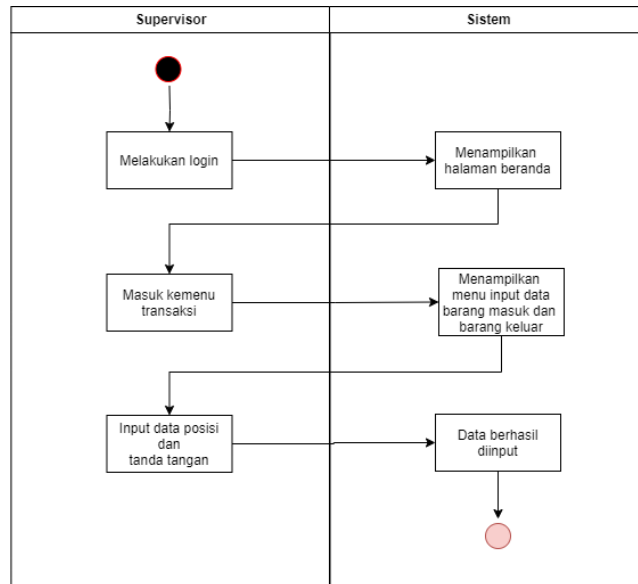 Supervisor
Sistem
Melakukan login
Menampilkan
halaman beranda
Masuk kemenu
transaksi
Menampilkan
menu input data
barang masuk dan
barang keluar
Input data posisi
dan
tanda tangan
Data berhasil
diinput